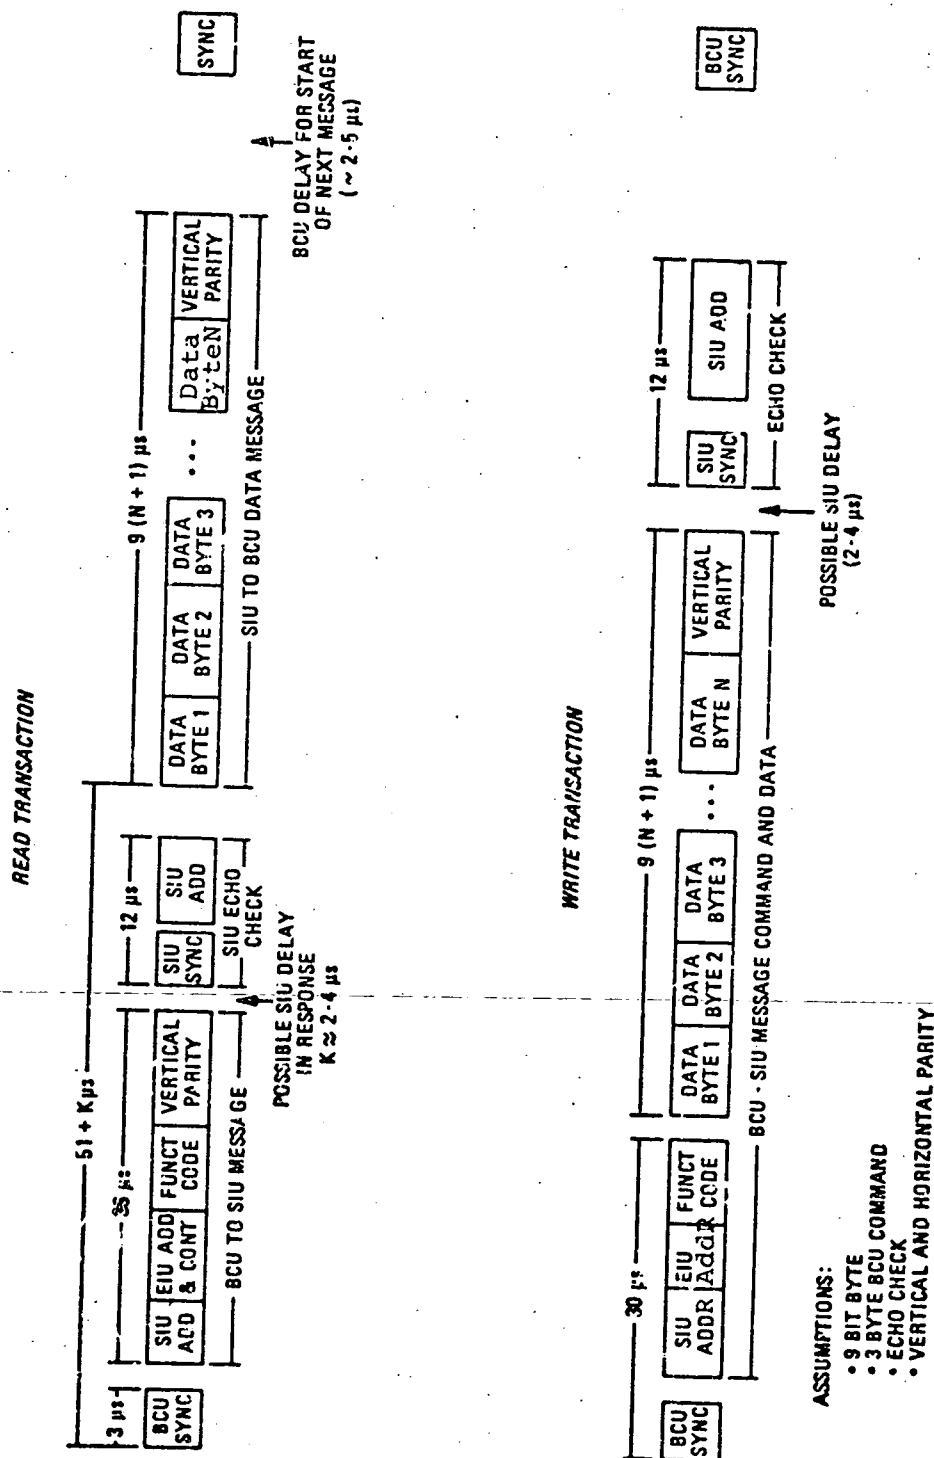 READ TRANSACTION
51 + Kμs
3 μs
36 μs
12 μs
9 (N + 1) μs
BCU
SYNC
SIU
ADD
EIU ADD
& CONT
FUNCT
CODE
VERTICAL
PARITY
SIU
SYNC
SIU
ADD
DATA
BYTE 1
DATA
BYTE 2
DATA
BYTE 3
...
Data
ByteN
VERTICAL
PARITY
SYNC
BCU TO SIU MESSAGE
SIU ECHO
CHECK
SIU TO BCU DATA MESSAGE
POSSIBLE SIU DELAY
IN RESPONSE
K ≈ 2-4 μs
BCU DELAY FOR START
OF NEXT MESSAGE
(~ 2-5 μs)
WRITE TRANSACTION
30 μs
9 (N + 1) μs
12 μs
BCU
SYNC
SIU
ADDR
EIU
AddR
FUNCT
CODE
DATA
BYTE 1
DATA
BYTE 2
DATA
BYTE 3
...
DATA
BYTE N
VERTICAL
PARITY
SIU
SYNC
SIU ADD
BCU
SYNC
BCU - SIU MESSAGE COMMAND AND DATA
ECHO CHECK
POSSIBLE SIU DELAY
(2-4 μs)
ASSUMPTIONS:
• 9 BIT BYTE
• 3 BYTE BCU COMMAND
• ECHO CHECK
• VERTICAL AND HORIZONTAL PARITY